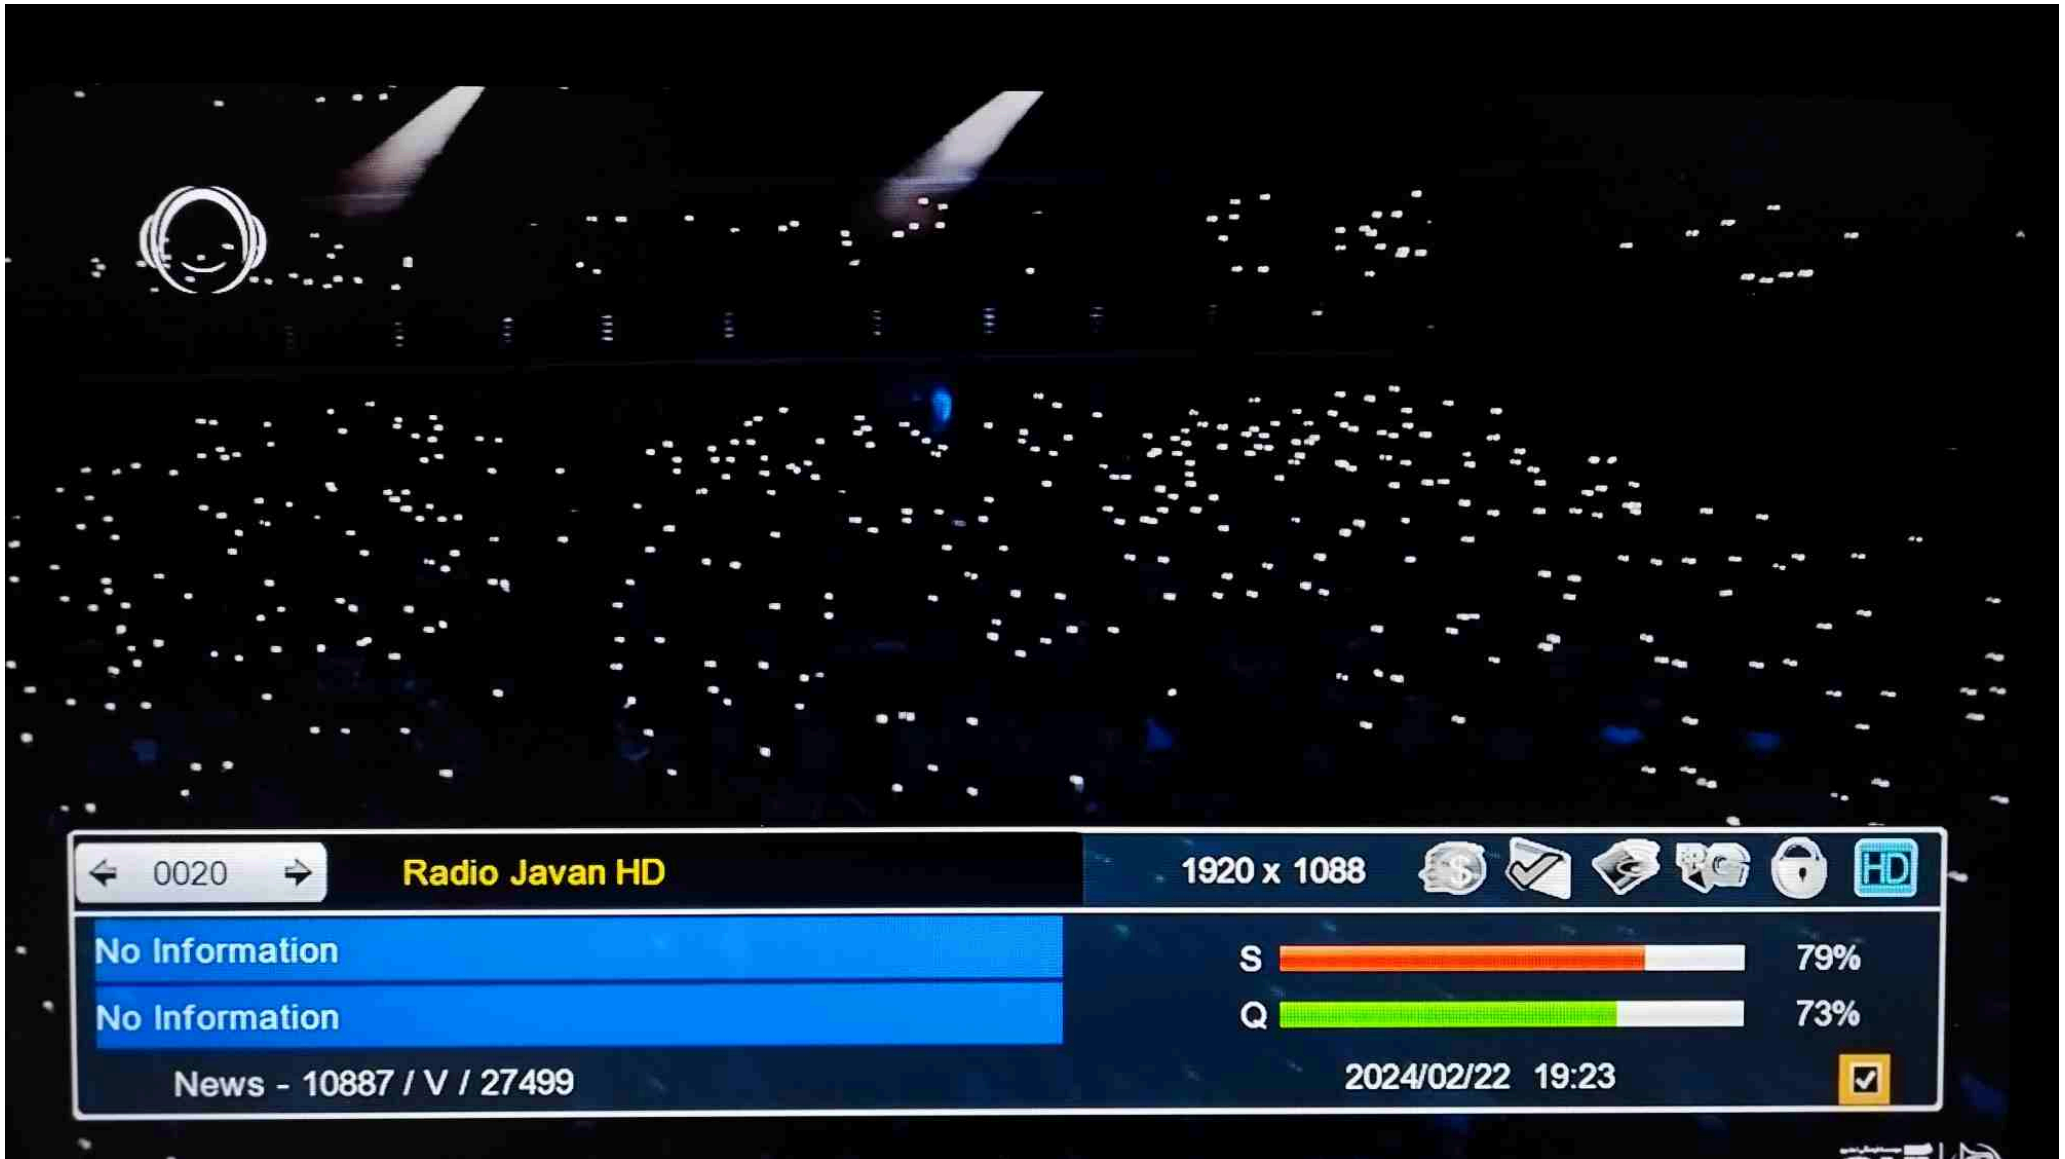 0020
Radio Javan HD
1920 x 1088
$
HD
No Information
No Information
S 79%
Q 73%
News - 10887 / V / 27499
2024/02/22 19:23